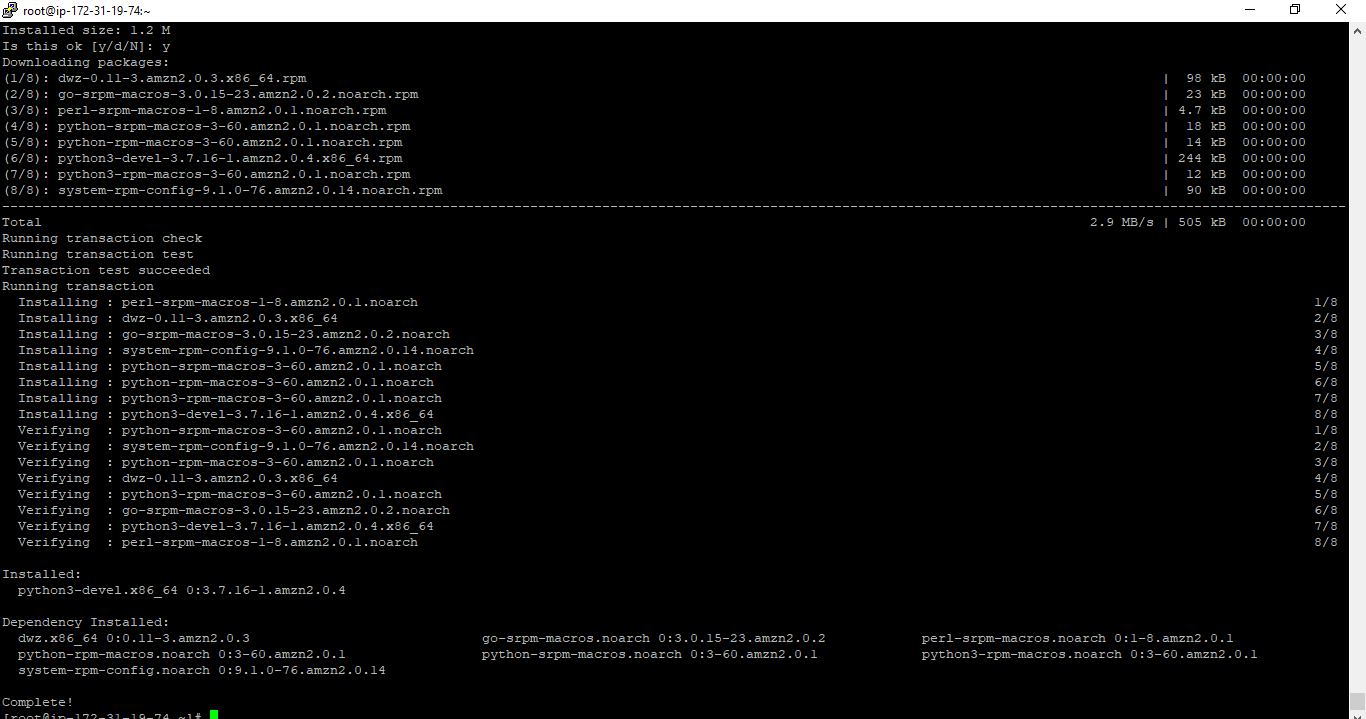 root@ip-172-31-19-74:~
Installed size: 1.2 M
Is this ok [y/d/N]: y
Downloading packages:
(1/8): dwz-0.11-3.amzn2.0.3.x86_64.rpm | 98 kB 00:00:00
(2/8): go-srpm-macros-3.0.15-23.amzn2.0.2.noarch.rpm | 23 kB 00:00:00
(3/8): perl-srpm-macros-1-8.amzn2.0.1.noarch.rpm | 4.7 kB 00:00:00
(4/8): python-srpm-macros-3-60.amzn2.0.1.noarch.rpm | 18 kB 00:00:00
(5/8): python-rpm-macros-3-60.amzn2.0.1.noarch.rpm | 14 kB 00:00:00
(6/8): python3-devel-3.7.16-1.amzn2.0.4.x86_64.rpm | 244 kB 00:00:00
(7/8): python3-rpm-macros-3-60.amzn2.0.1.noarch.rpm | 12 kB 00:00:00
(8/8): system-rpm-config-9.1.0-76.amzn2.0.14.noarch.rpm | 90 kB 00:00:00
--------------------------------------------------------------------------------
Total 2.9 MB/s | 505 kB 00:00:00
Running transaction check
Running transaction test
Transaction test succeeded
Running transaction
Installing : perl-srpm-macros-1-8.amzn2.0.1.noarch 1/8
Installing : dwz-0.11-3.amzn2.0.3.x86_64 2/8
Installing : go-srpm-macros-3.0.15-23.amzn2.0.2.noarch 3/8
Installing : system-rpm-config-9.1.0-76.amzn2.0.14.noarch 4/8
Installing : python-srpm-macros-3-60.amzn2.0.1.noarch 5/8
Installing : python-rpm-macros-3-60.amzn2.0.1.noarch 6/8
Installing : python3-rpm-macros-3-60.amzn2.0.1.noarch 7/8
Installing : python3-devel-3.7.16-1.amzn2.0.4.x86_64 8/8
Verifying : python-srpm-macros-3-60.amzn2.0.1.noarch 1/8
Verifying : system-rpm-config-9.1.0-76.amzn2.0.14.noarch 2/8
Verifying : python-rpm-macros-3-60.amzn2.0.1.noarch 3/8
Verifying : dwz-0.11-3.amzn2.0.3.x86_64 4/8
Verifying : python3-rpm-macros-3-60.amzn2.0.1.noarch 5/8
Verifying : go-srpm-macros-3.0.15-23.amzn2.0.2.noarch 6/8
Verifying : python3-devel-3.7.16-1.amzn2.0.4.x86_64 7/8
Verifying : perl-srpm-macros-1-8.amzn2.0.1.noarch 8/8
Installed:
python3-devel.x86_64 0:3.7.16-1.amzn2.0.4
Dependency Installed:
dwz.x86_64 0:0.11-3.amzn2.0.3 go-srpm-macros.noarch 0:3.0.15-23.amzn2.0.2 perl-srpm-macros.noarch 0:1-8.amzn2.0.1
python-rpm-macros.noarch 0:3-60.amzn2.0.1 python-srpm-macros.noarch 0:3-60.amzn2.0.1 python3-rpm-macros.noarch 0:3-60.amzn2.0.1
system-rpm-config.noarch 0:9.1.0-76.amzn2.0.14
Complete!
[root@ip-172-31-19-74 ~]#